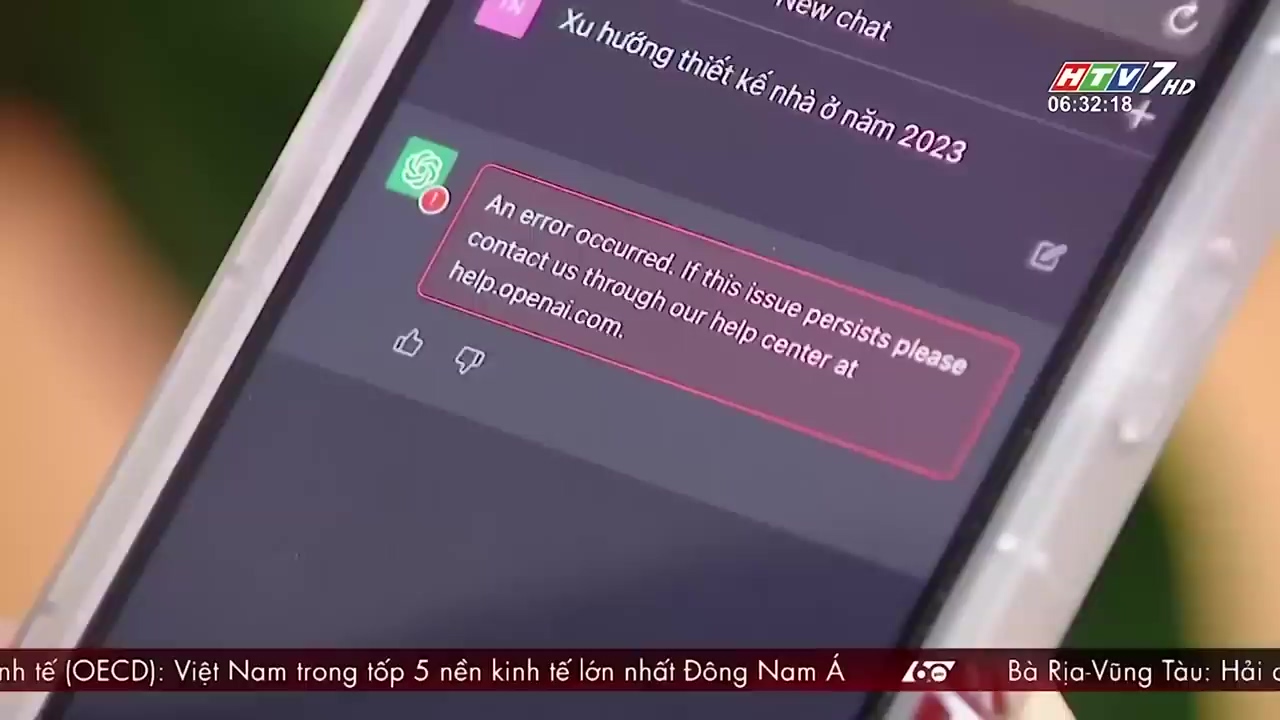 New chat
IN
Xu hướng thiết kế nhà ở năm 2023
HTV7 HD
06:32:18
An error occurred. If this issue persists please
contact us through our help center at
help.openai.com.
tế (OECD): Việt Nam trong tốp 5 nền kinh tế lớn nhất Đông Nam Á
Bà Rịa-Vũng Tàu: Hải